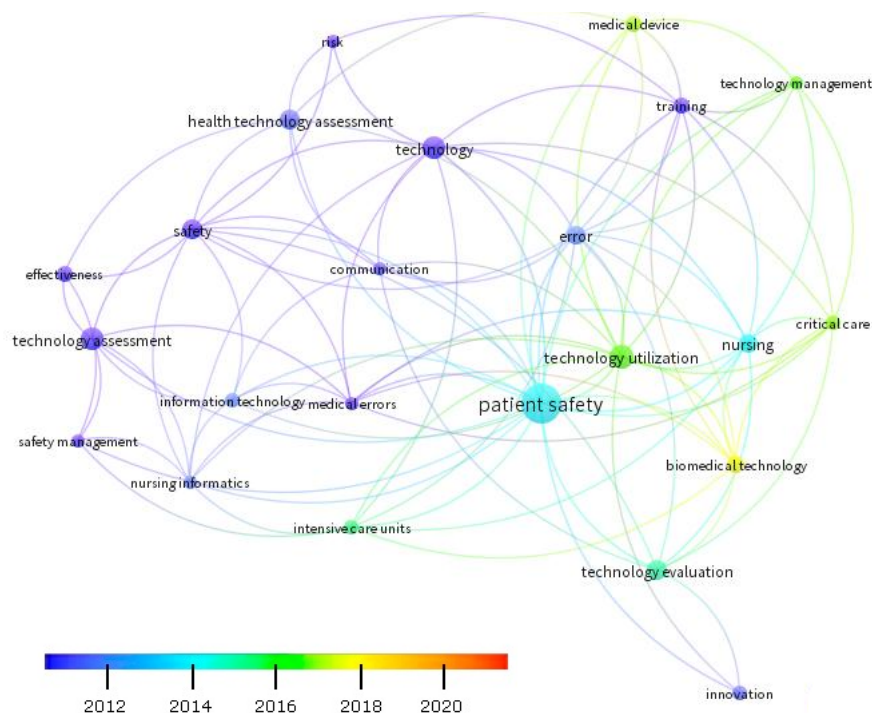 medical device
risk
technology management
training
health technology assessment
technology
safety
error
communication
effectiveness
critical care
technology assessment
nursing
technology utilization
information technology
medical errors
patient safety
safety management
biomedical technology
nursing informatics
intensive care units
technology evaluation
innovation
2012 2014 2016 2018 2020